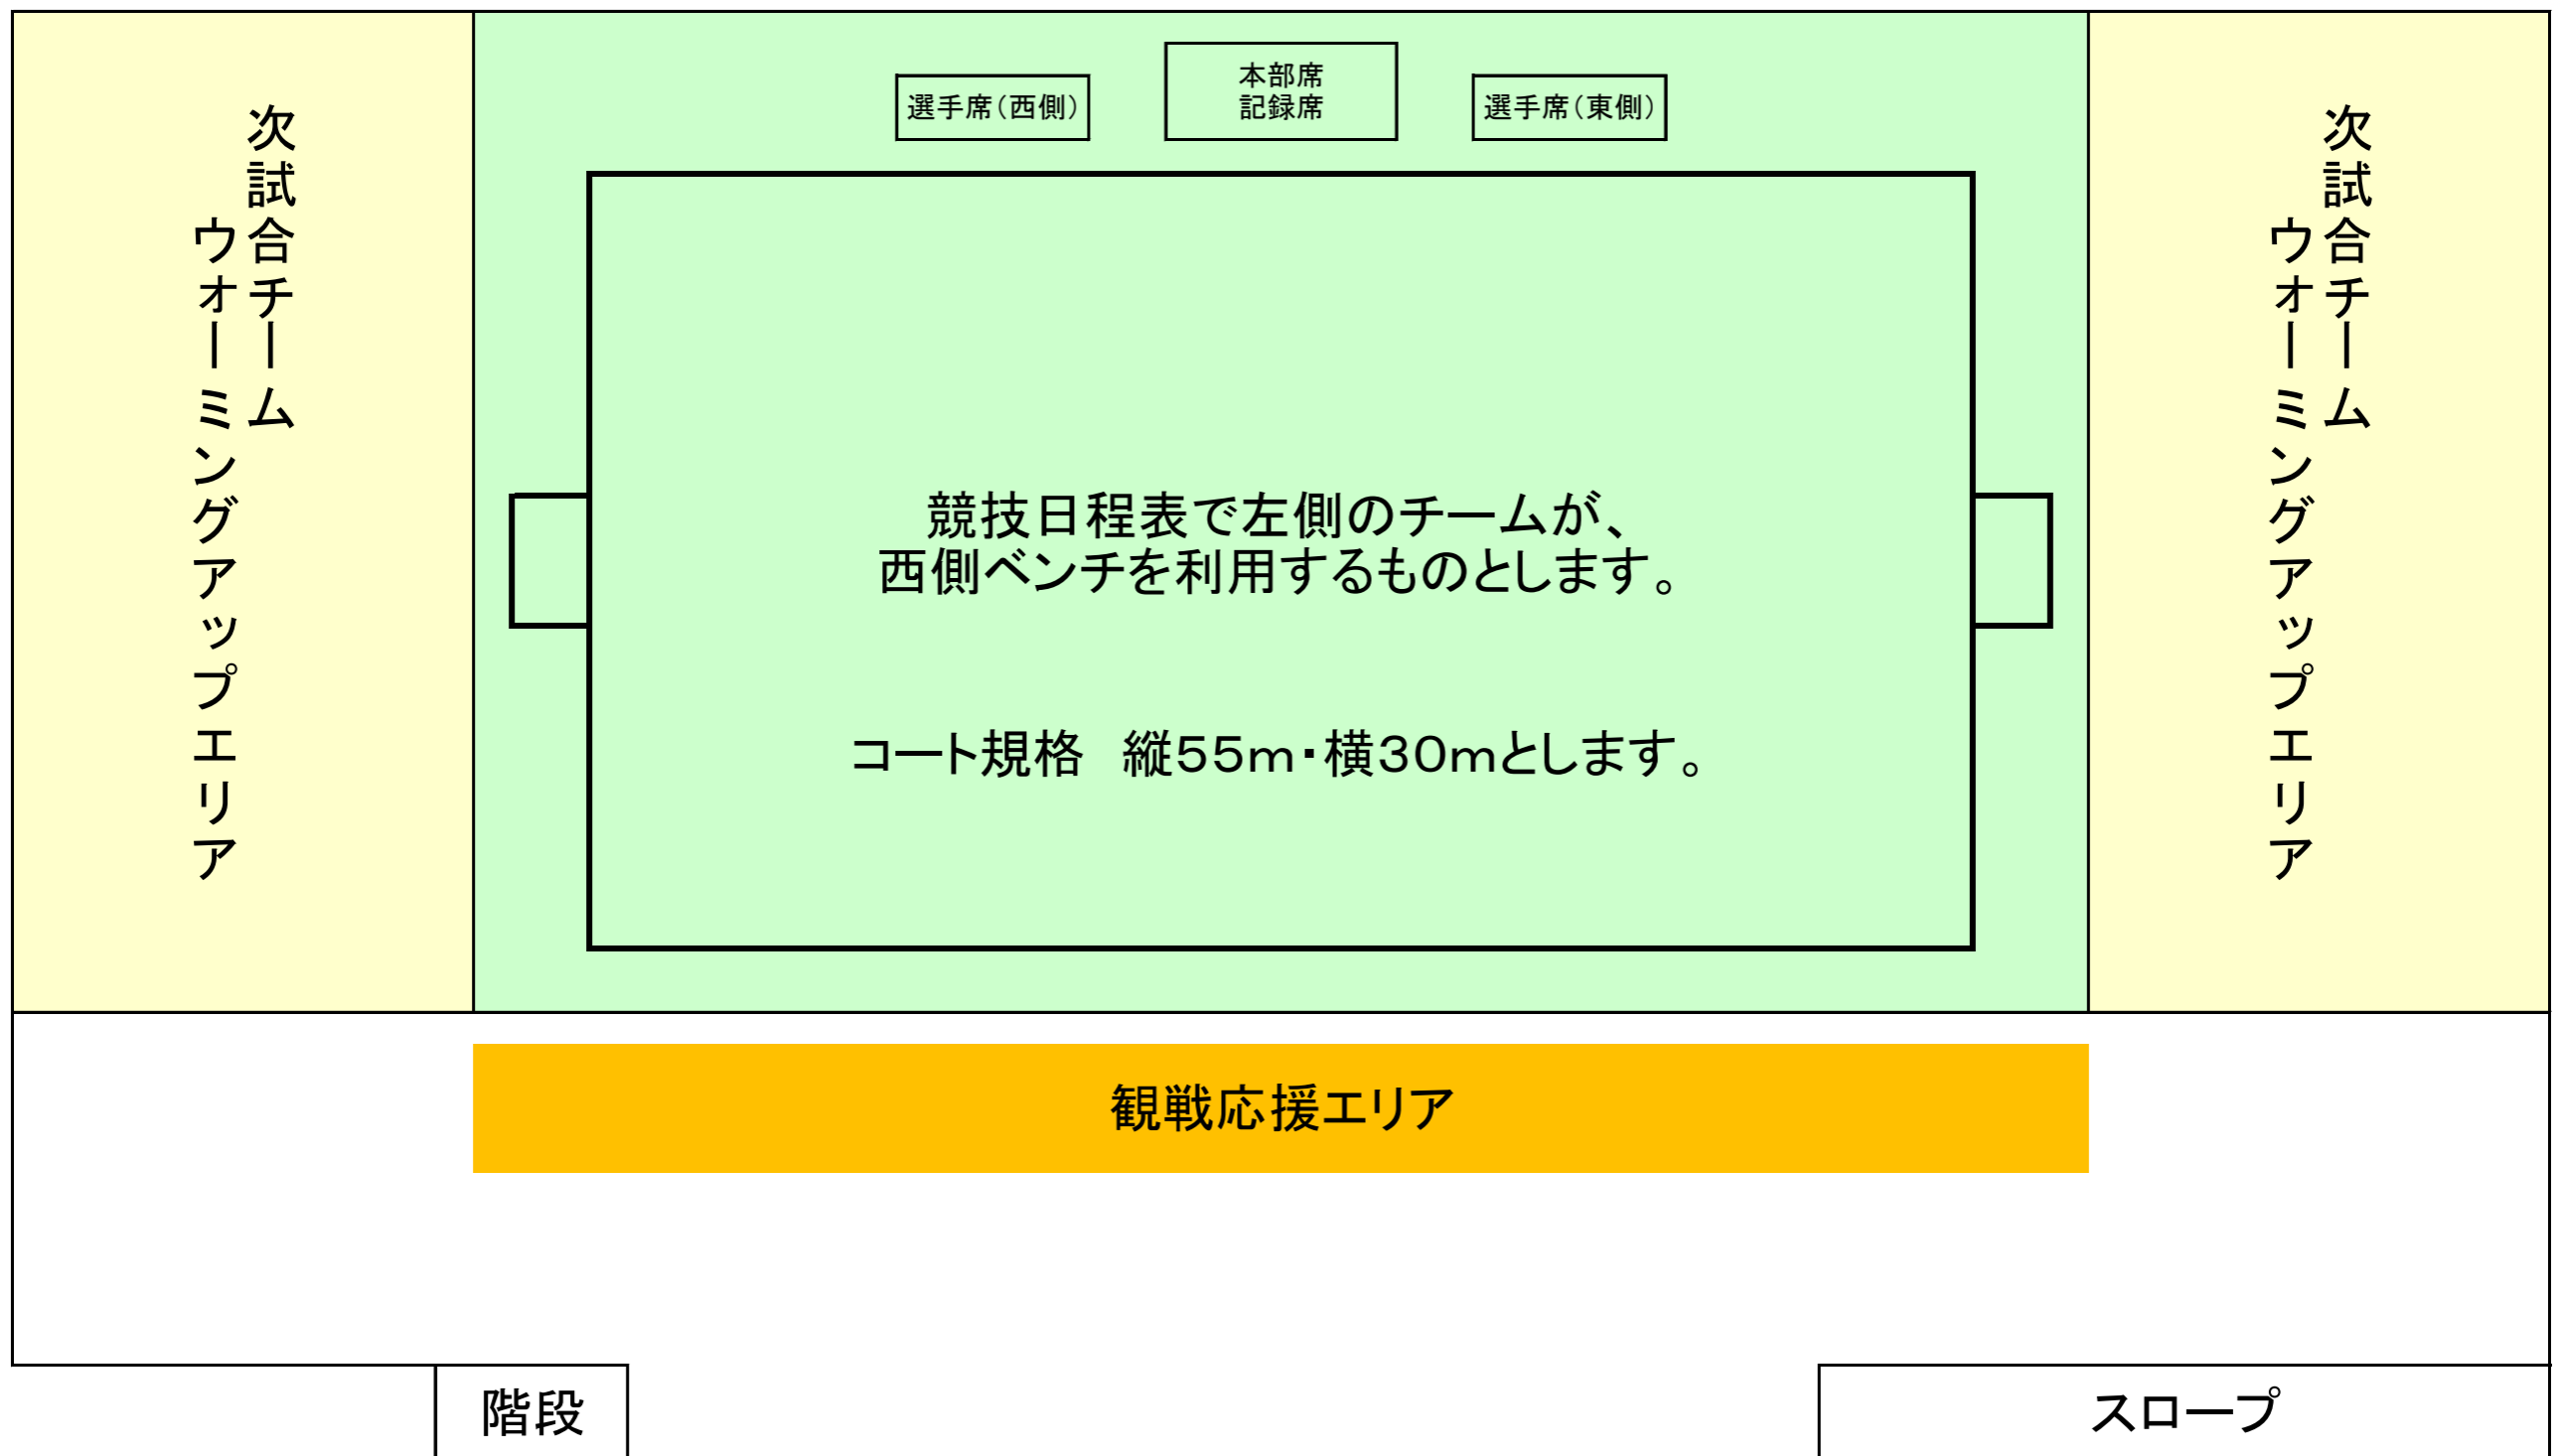 選手席(西側)
本部席
記録席
選手席(東側)
次試合チーム
ウオーミングアップエリア
競技日程表で左側のチームが、
西側ベンチを利用するものとします。
コート規格　縦55m・横30mとします。
次試合チーム
ウオーミングアップエリア
観戦応援エリア
階段
スロープ